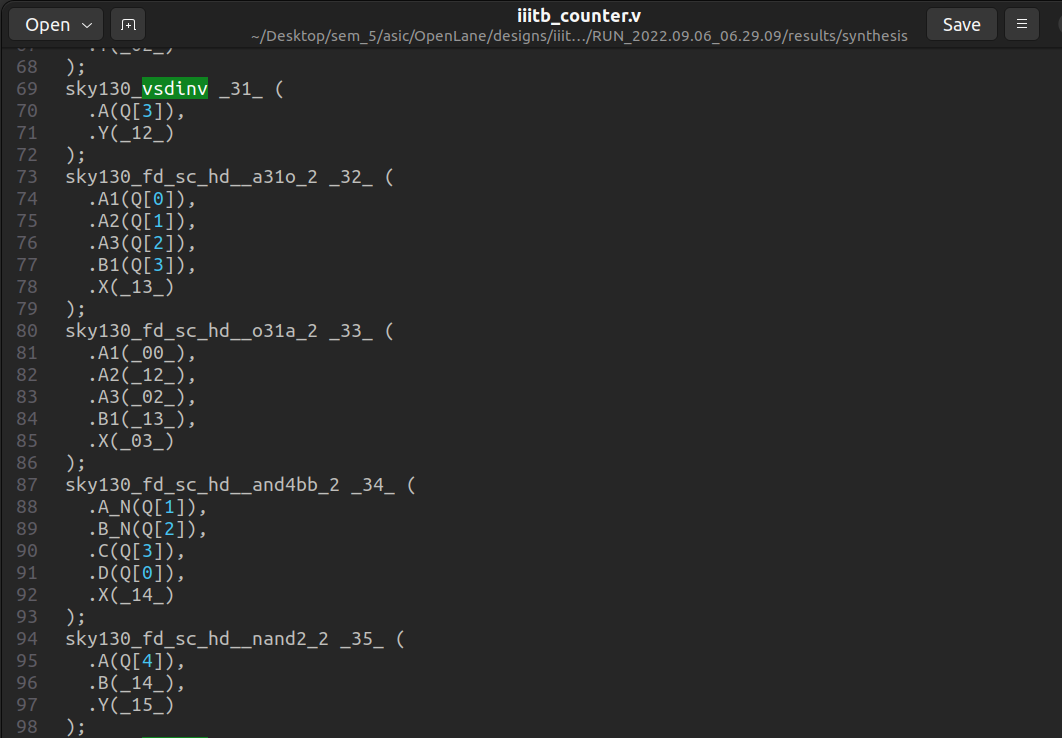 Open
iiitb_counter.v
~/Desktop/sem_5/asic/OpenLane/designs/iiit…/RUN_2022.09.06_06.29.09/results/synthesis
Save
67 .Y(_02_)
68 );
69 sky130_vsdinv _31_ (
70 .A(Q[3]),
71 .Y(_12_)
72 );
73 sky130_fd_sc_hd__a31o_2 _32_ (
74 .A1(Q[0]),
75 .A2(Q[1]),
76 .A3(Q[2]),
77 .B1(Q[3]),
78 .X(_13_)
79 );
80 sky130_fd_sc_hd__o31a_2 _33_ (
81 .A1(_00_),
82 .A2(_12_),
83 .A3(_02_),
84 .B1(_13_),
85 .X(_03_)
86 );
87 sky130_fd_sc_hd__and4bb_2 _34_ (
88 .A_N(Q[1]),
89 .B_N(Q[2]),
90 .C(Q[3]),
91 .D(Q[0]),
92 .X(_14_)
93 );
94 sky130_fd_sc_hd__nand2_2 _35_ (
95 .A(Q[4]),
96 .B(_14_),
97 .Y(_15_)
98 );